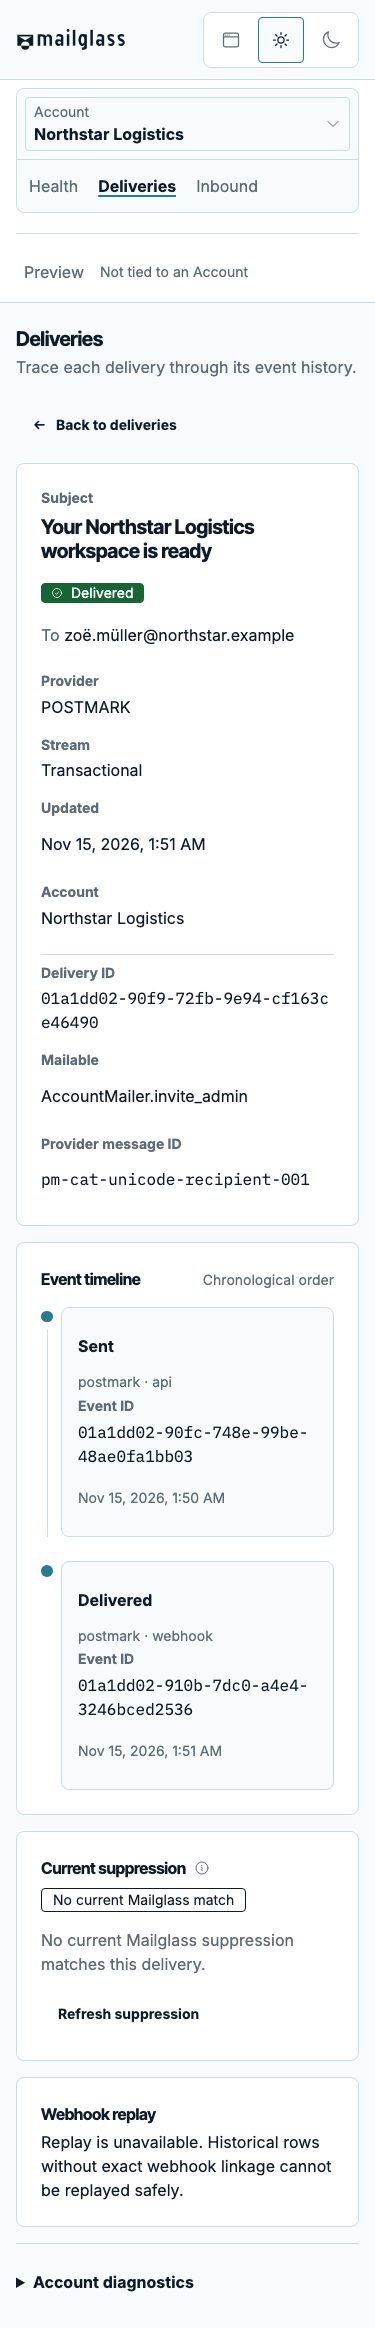 mailglass
Account
Northstar Logistics
Health Deliveries Inbound
Preview Not tied to an Account
Deliveries
Trace each delivery through its event history.
← Back to deliveries
Subject
Your Northstar Logistics
workspace is ready
Delivered
To zoë.müller@northstar.example
Provider
POSTMARK
Stream
Transactional
Updated
Nov 15, 2026, 1:51 AM
Account
Northstar Logistics
Delivery ID
01a1dd02-90f9-72fb-9e94-cf163c
e46490
Mailable
AccountMailer.invite_admin
Provider message ID
pm-cat-unicode-recipient-001
Event timeline Chronological order
Sent
postmark · api
Event ID
01a1dd02-90fc-748e-99be-
48ae0fa1bb03
Nov 15, 2026, 1:50 AM
Delivered
postmark · webhook
Event ID
01a1dd02-910b-7dc0-a4e4-
3246bced2536
Nov 15, 2026, 1:51 AM
Current suppression
No current Mailglass match
No current Mailglass suppression
matches this delivery.
Refresh suppression
Webhook replay
Replay is unavailable. Historical rows
without exact webhook linkage cannot
be replayed safely.
Account diagnostics